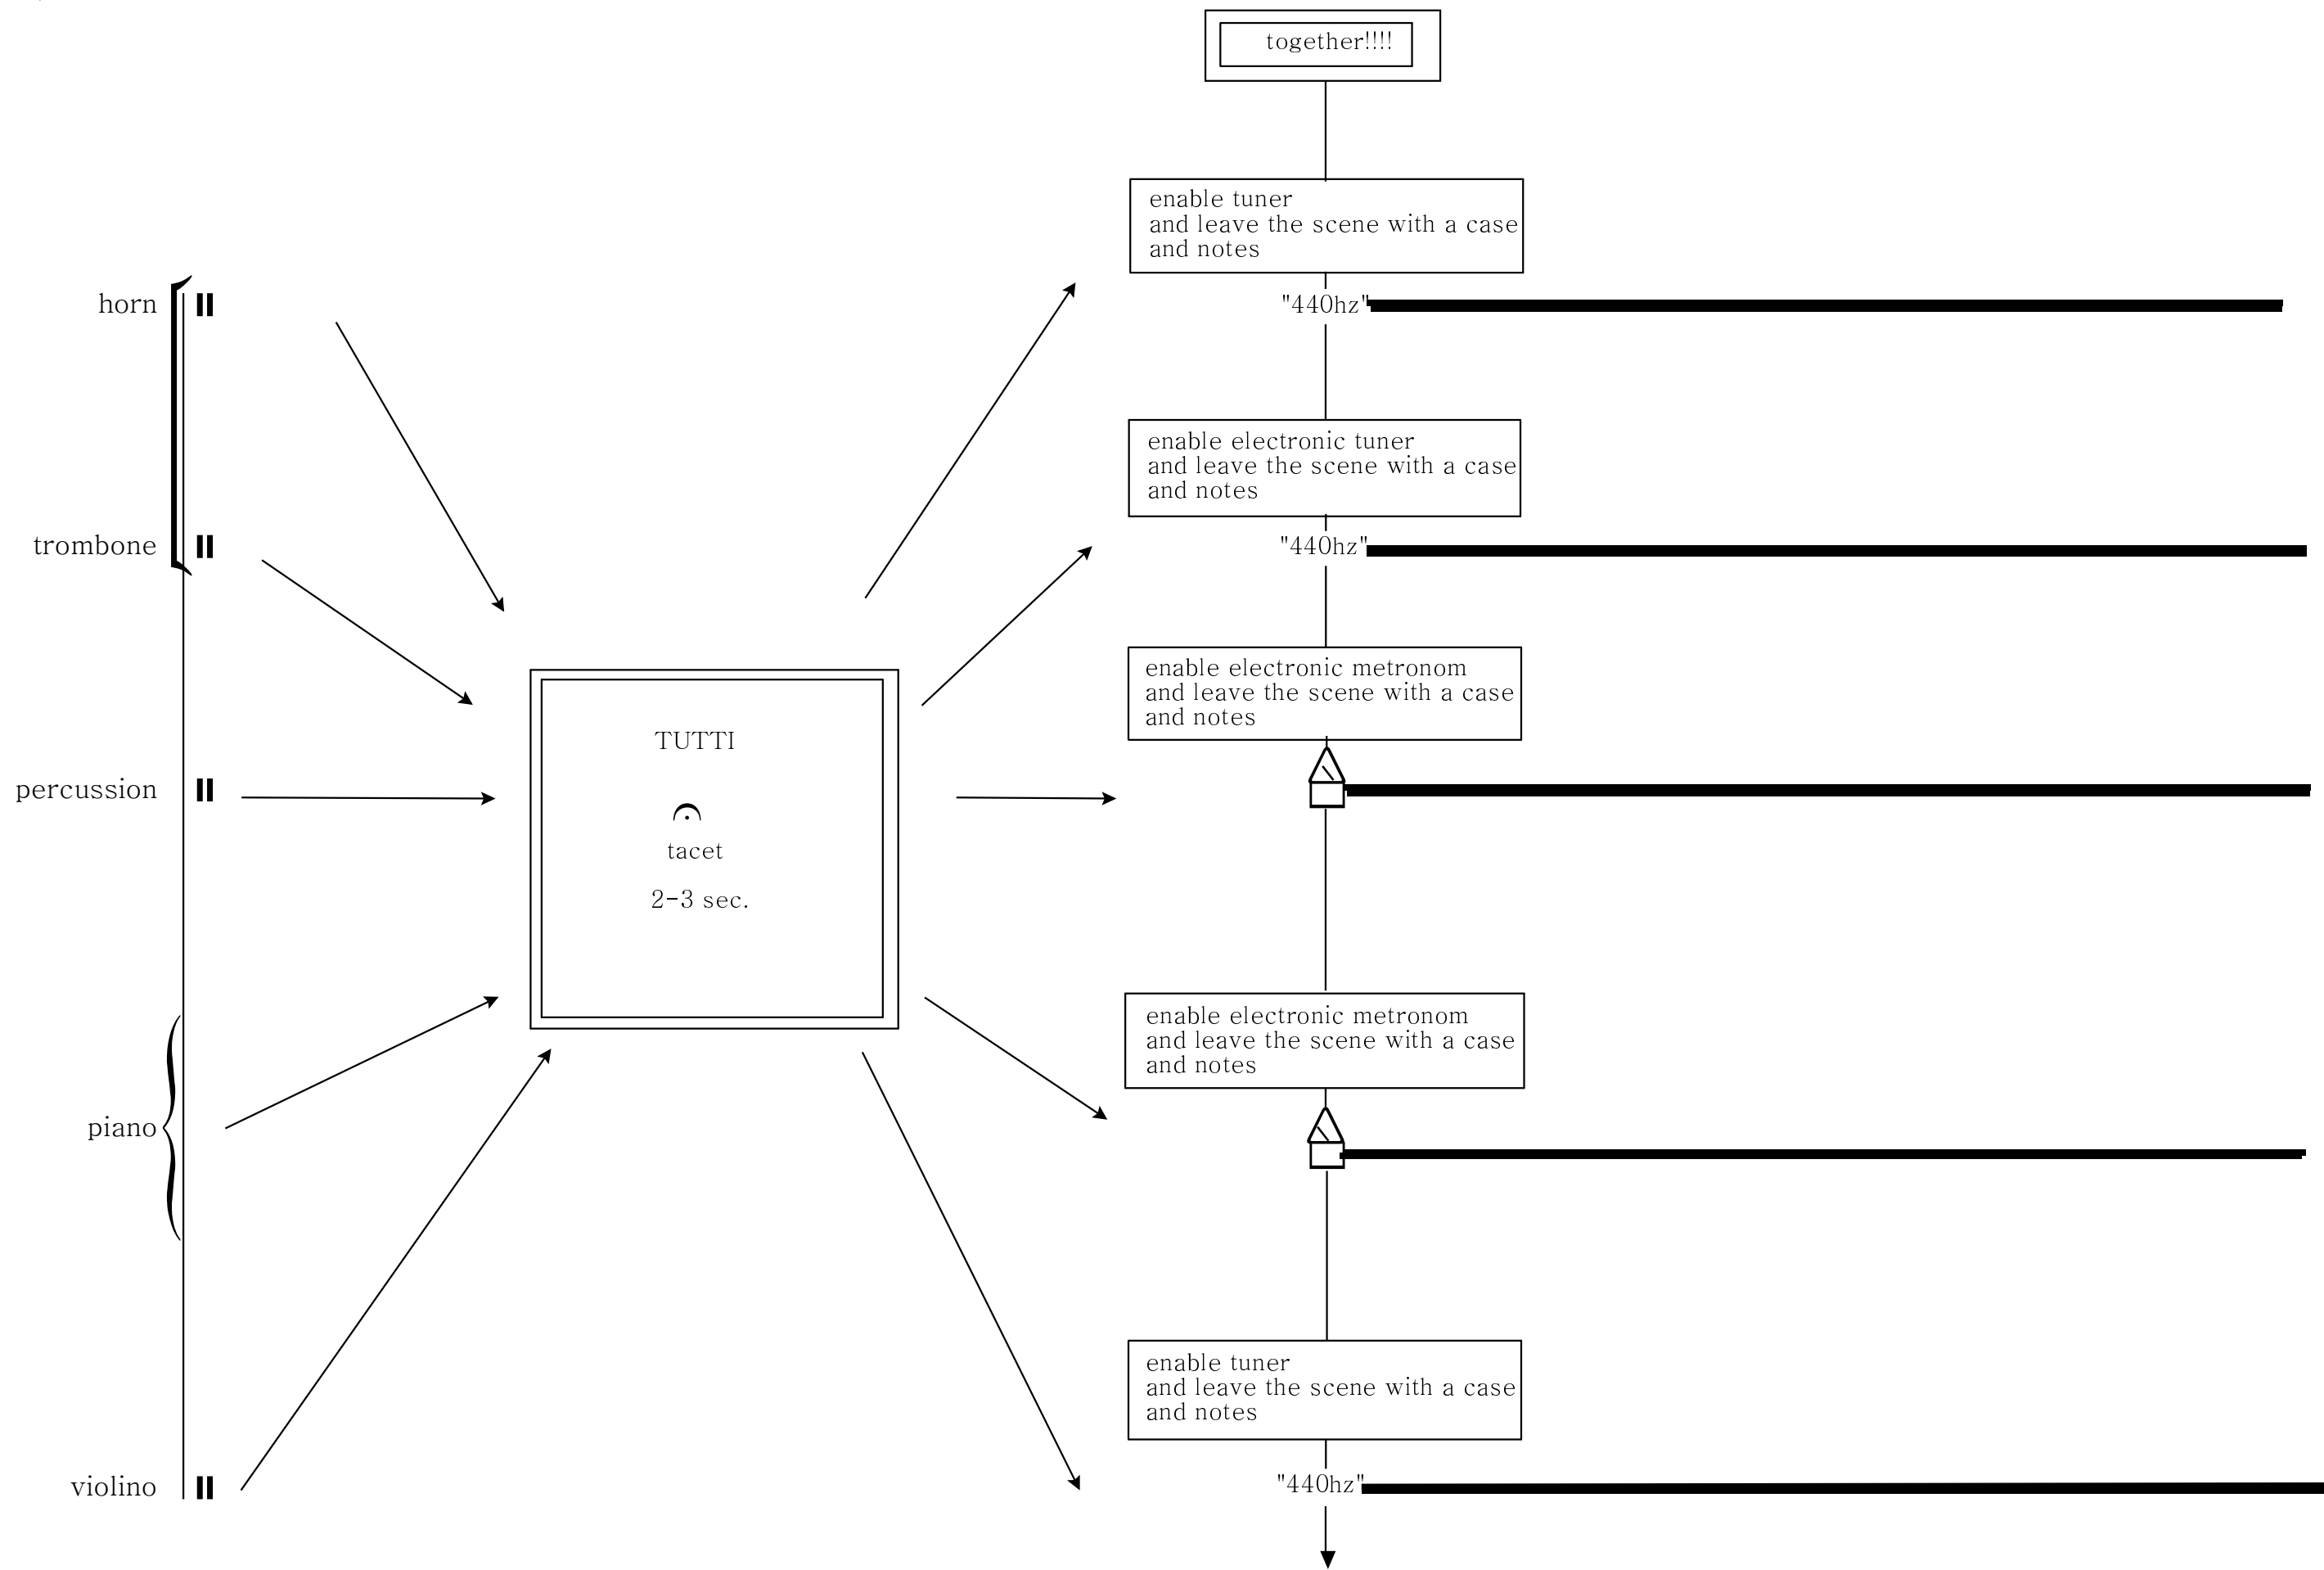 together!!!!
enable tuner
and leave the scene with a case
and notes
horn
"440hz"
enable electronic tuner
and leave the scene with a case
and notes
trombone
"440hz"
enable electronic metronom
and leave the scene with a case
and notes
percussion
TUTTI
tacet
2-3 sec.
enable electronic metronom
and leave the scene with a case
and notes
piano
enable tuner
and leave the scene with a case
and notes
violino
"440hz"